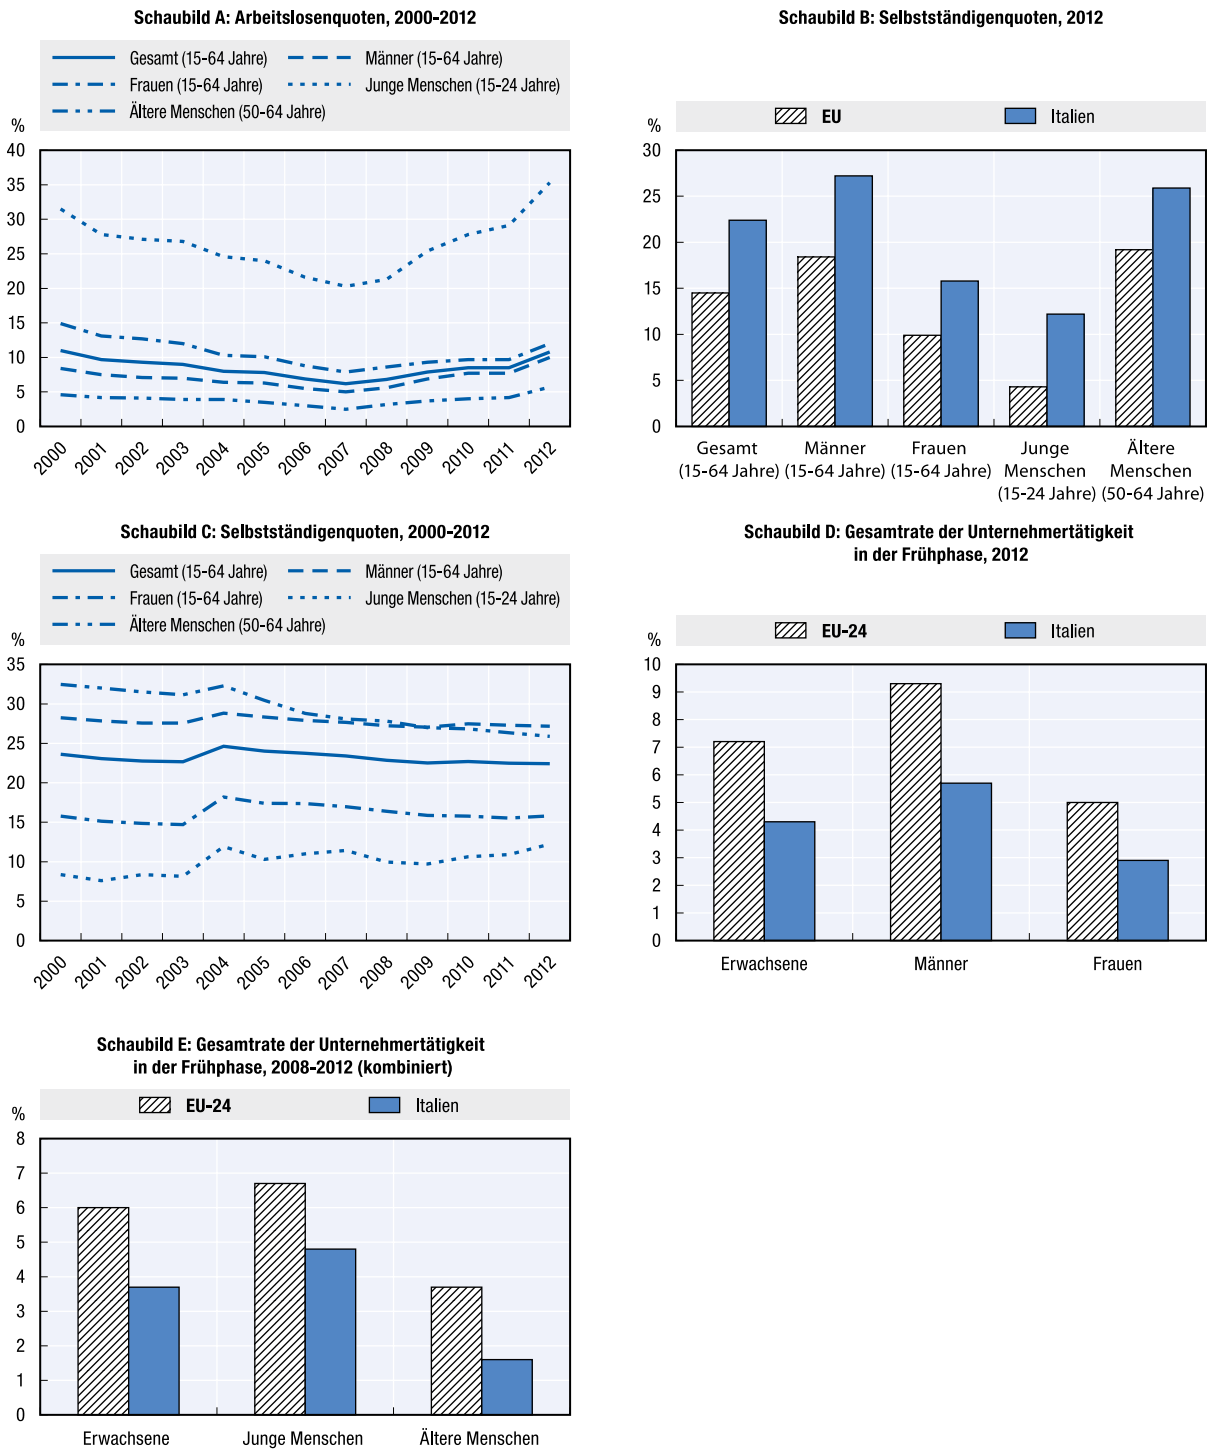 Schaubild A: Arbeitslosenquoten, 2000-2012
Gesamt (15-64 Jahre)
Männer (15-64 Jahre)
Frauen (15-64 Jahre)
Junge Menschen (15-24 Jahre)
Ältere Menschen (50-64 Jahre)
%
40
35
30
25
20
15
10
5
0
2000
2001
2002
2003
2004
2005
2006
2007
2008
2009
2010
2011
2012
Schaubild B: Selbstständigenquoten, 2012
EU
Italien
%
30
25
20
15
10
5
0
Gesamt
(15-64 Jahre)
Männer
(15-64 Jahre)
Frauen
(15-64 Jahre)
Junge
Menschen
(15-24 Jahre)
Ältere
Menschen
(50-64 Jahre)
Schaubild C: Selbstständigenquoten, 2000-2012
Gesamt (15-64 Jahre)
Männer (15-64 Jahre)
Frauen (15-64 Jahre)
Junge Menschen (15-24 Jahre)
Ältere Menschen (50-64 Jahre)
%
35
30
25
20
15
10
5
0
2000
2001
2002
2003
2004
2005
2006
2007
2008
2009
2010
2011
2012
Schaubild D: Gesamtrate der Unternehmertätigkeit
in der Frühphase, 2012
EU-24
Italien
%
10
9
8
7
6
5
4
3
2
1
0
Erwachsene
Männer
Frauen
Schaubild E: Gesamtrate der Unternehmertätigkeit
in der Frühphase, 2008-2012 (kombiniert)
EU-24
Italien
%
8
7
6
5
4
3
2
1
0
Erwachsene
Junge Menschen
Ältere Menschen